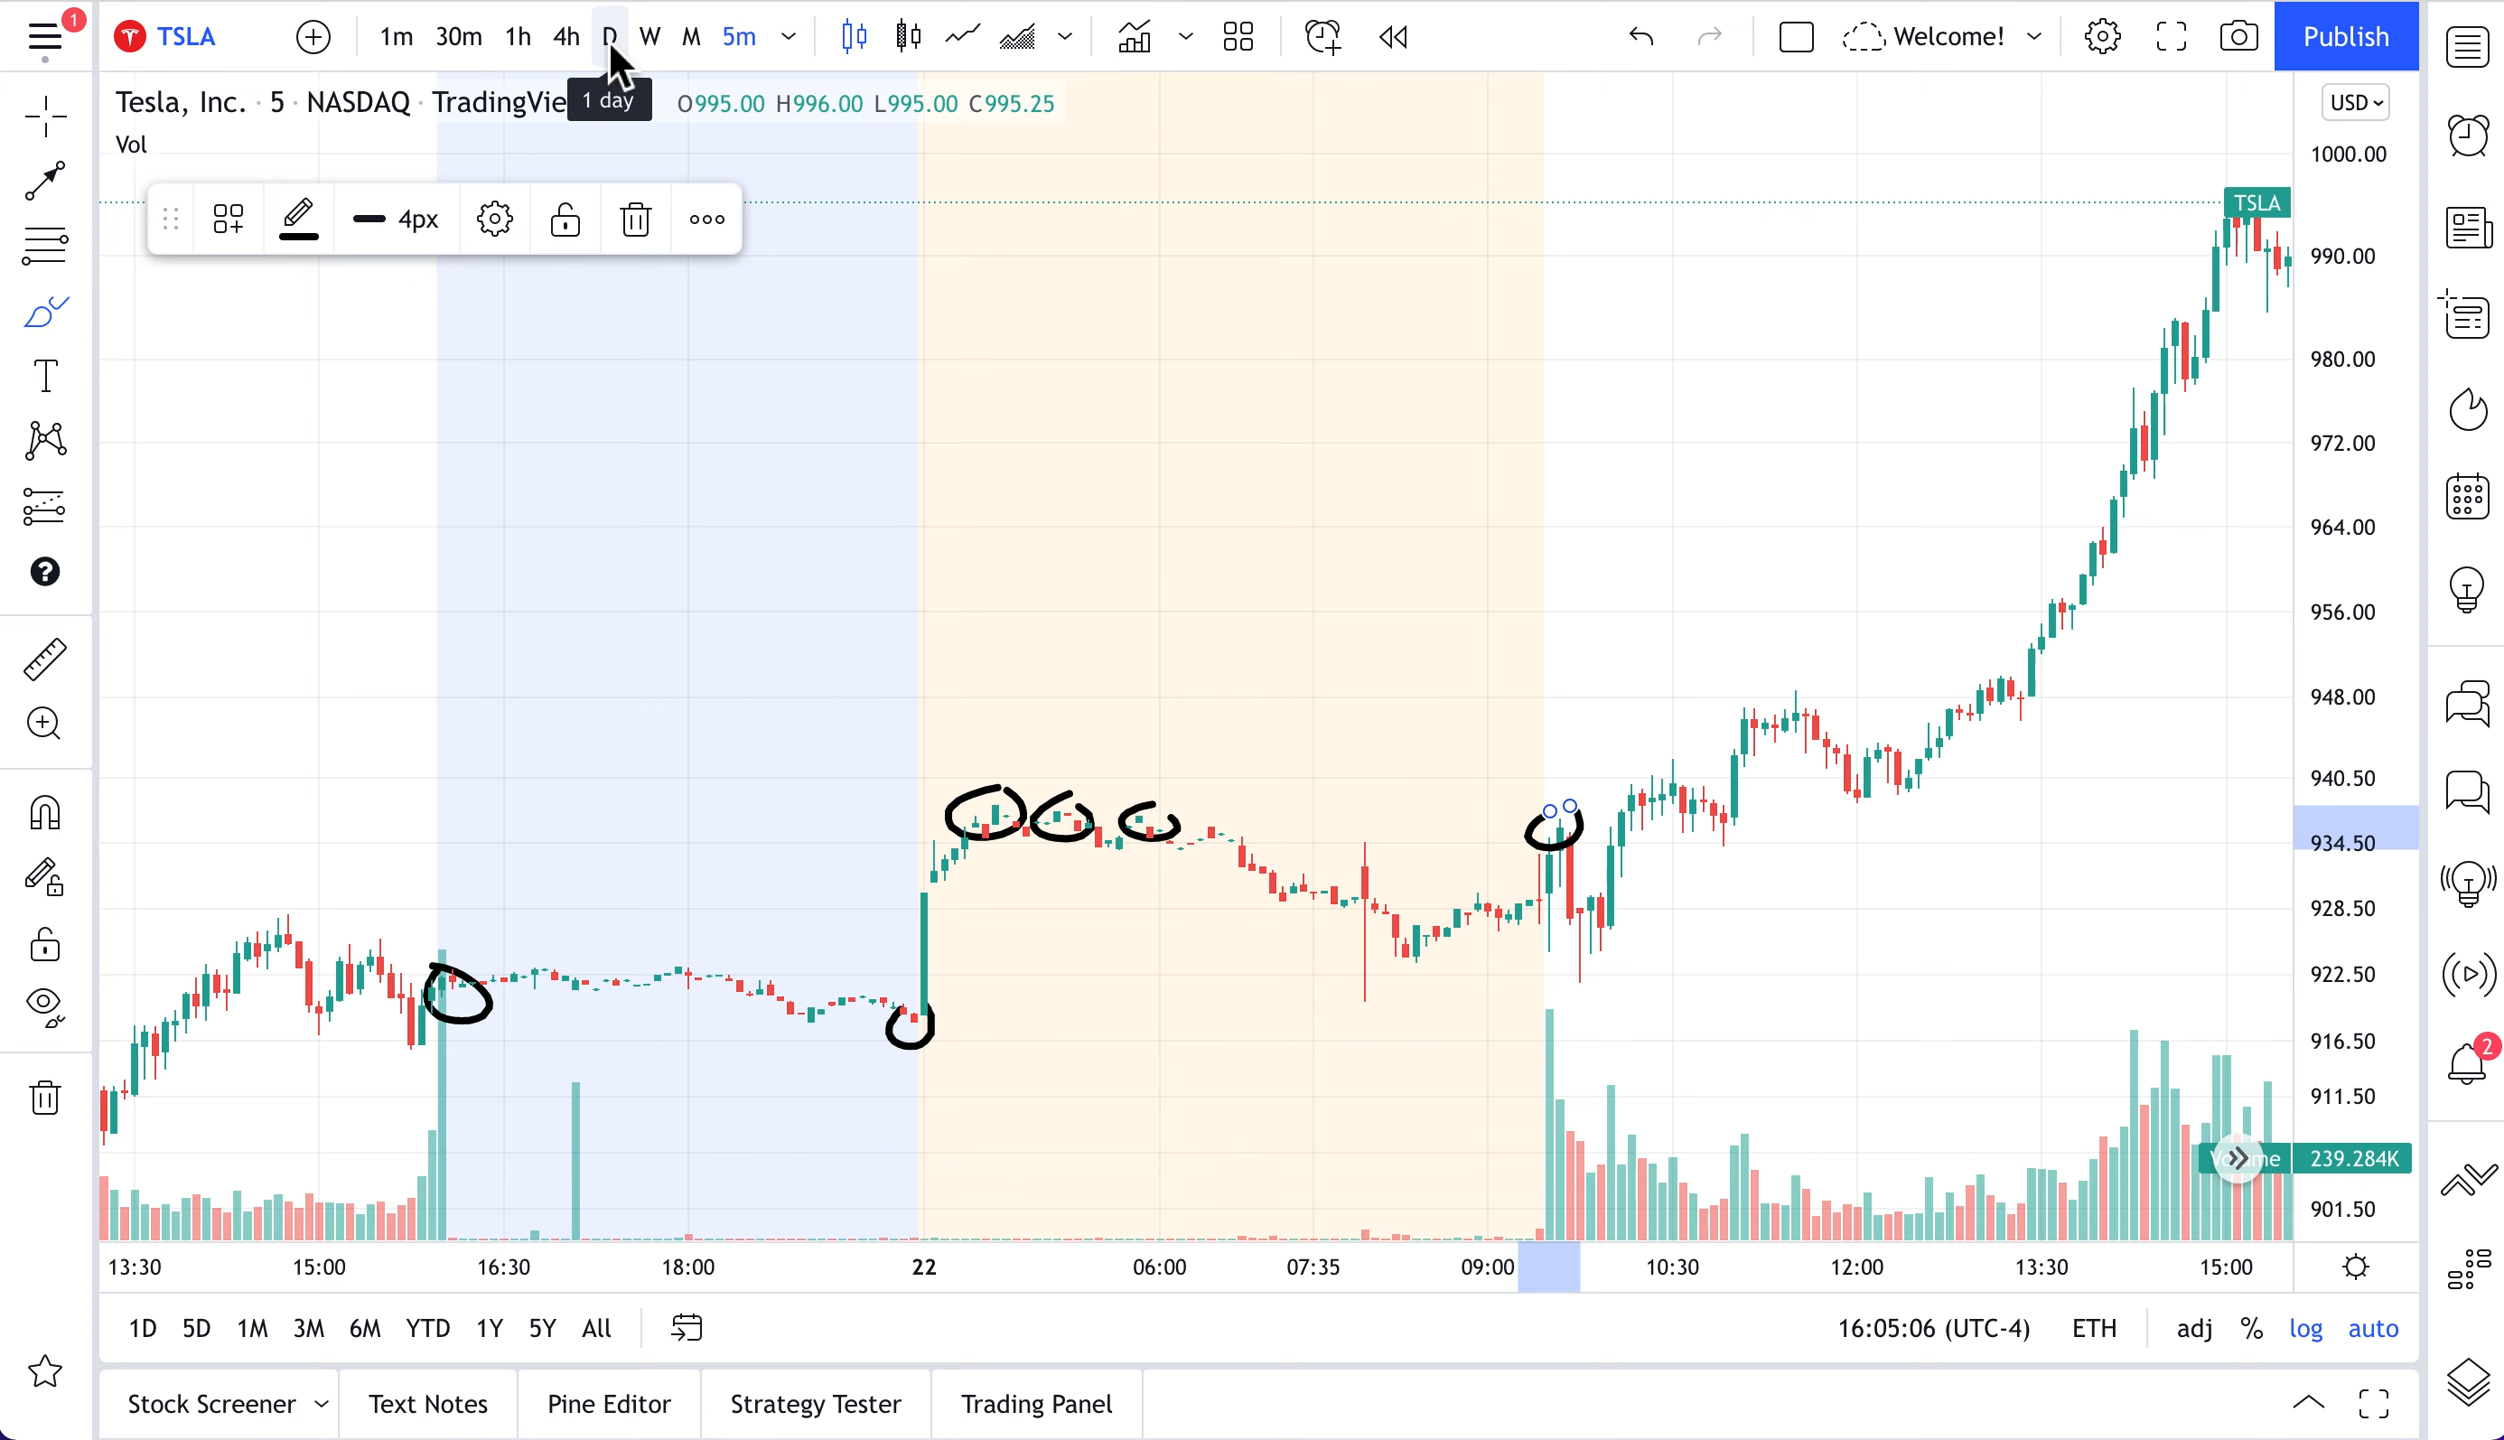 1
TSLA
1m 30m 1h 4h D W M 5m
Welcome!
Publish
Tesla, Inc. · 5 · NASDAQ · TradingVie
1 day
O995.00 H996.00 L995.00 C995.25
USD
Vol
1000.00
4px
TSLA
990.00
980.00
972.00
964.00
956.00
948.00
940.50
934.50
928.50
922.50
916.50
911.50
2
239.284K
901.50
13:30 15:00 16:30 18:00 22 06:00 07:35 09:00 10:30 12:00 13:30 15:00
1D 5D 1M 3M 6M YTD 1Y 5Y All
16:05:06 (UTC-4) ETH adj % log auto
Stock Screener Text Notes Pine Editor Strategy Tester Trading Panel